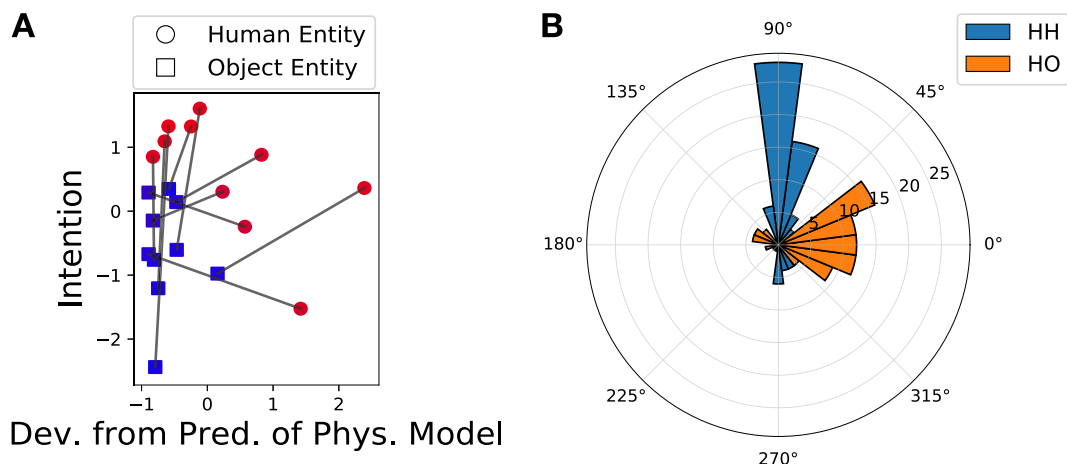 A
Human Entity
Object Entity
1
0
−1
−2
Intention
−1 0 1 2
Dev. from Pred. of Phys. Model
B
HH
HO
90°
135° 45°
180° 0°
225° 315°
270°
5
10
15
20
25